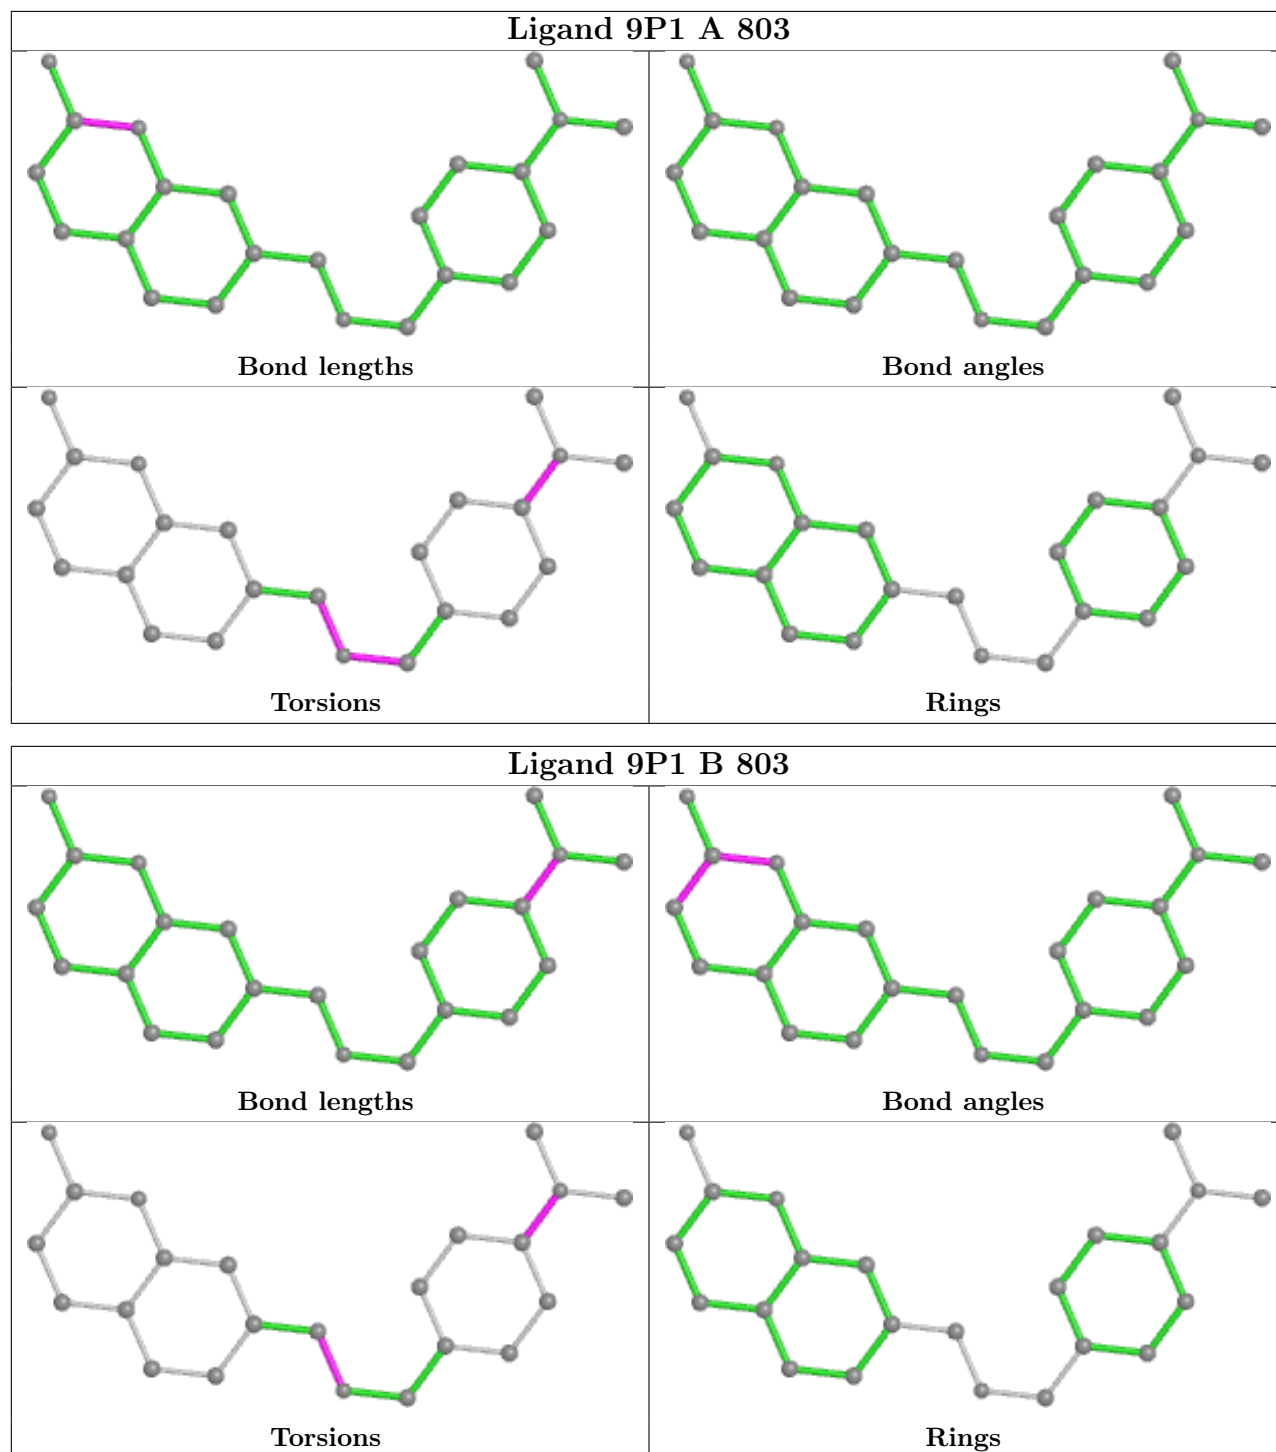 Ligand 9P1 A 803
Bond lengths
Bond angles
Torsions
Rings
Ligand 9P1 B 803
Bond lengths
Bond angles
Torsions
Rings